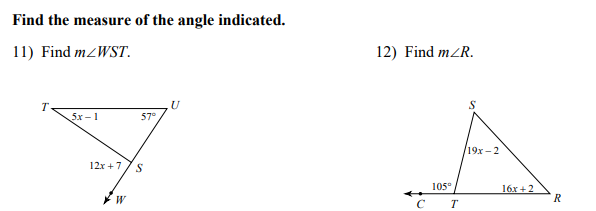 Find the measure of the angle indicated.
11) Find m∠WST.
12) Find m∠R.
T
U
5x – 1
57°
12x + 7
S
W
S
19x – 2
105°
16x + 2
C
T
R